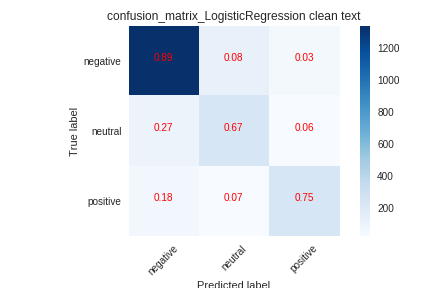 confusion_matrix_LogisticRegression clean text
True label
negative 0.89 0.08 0.03
neutral 0.27 0.67 0.06
positive 0.18 0.07 0.75
negative neutral positive
Predicted label
1200
1000
800
600
400
200